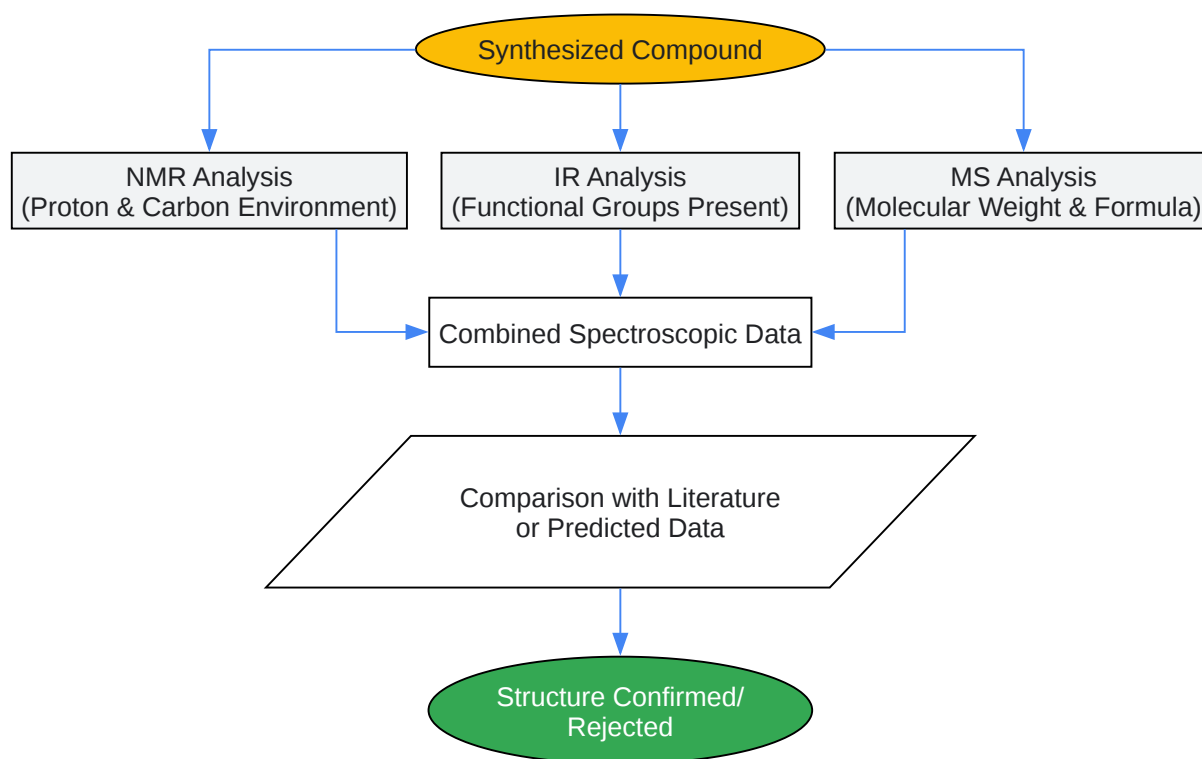 Synthesized Compound
NMR Analysis
(Proton & Carbon Environment)
IR Analysis
(Functional Groups Present)
MS Analysis
(Molecular Weight & Formula)
Combined Spectroscopic Data
Comparison with Literature
or Predicted Data
Structure Confirmed/
Rejected